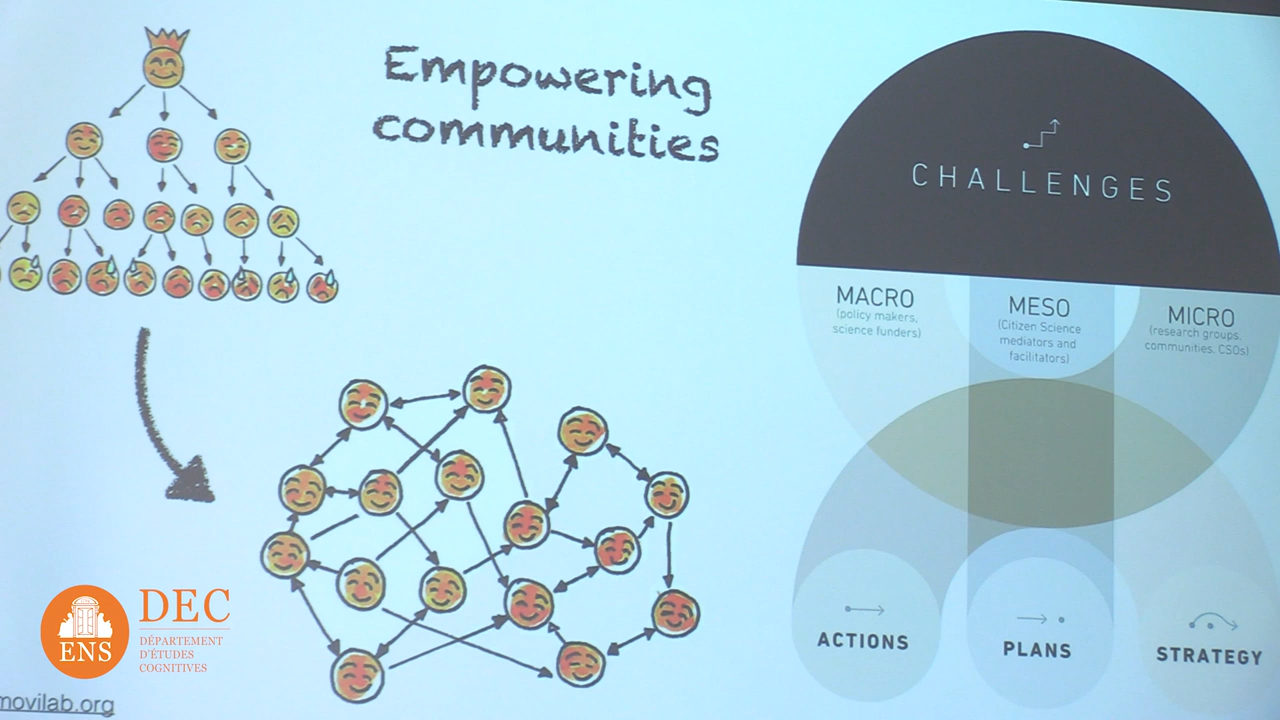 Empowering
communities
CHALLENGES
MACRO
(policy makers,
science funders)
MESO
(Citizen Science
mediators and
facilitators)
MICRO
(research groups,
communities, CSOs)
ACTIONS
PLANS
STRATEGY
ENS
DEC
DÉPARTEMENT
D'ÉTUDES
COGNITIVES
movilab.org